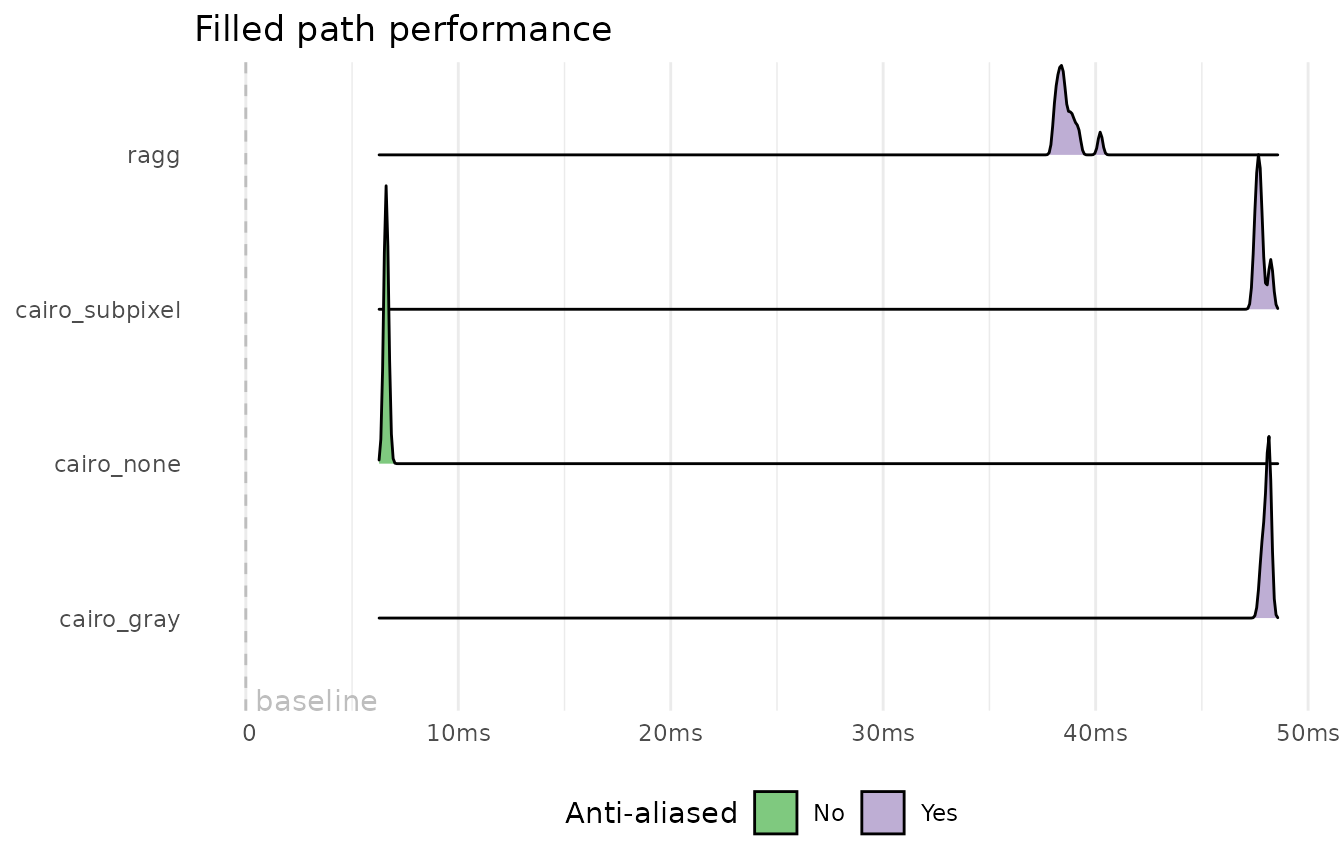 Filled path performance
ragg
cairo_subpixel
cairo_none
cairo_gray
baseline
0 10ms 20ms 30ms 40ms 50ms
Anti-aliased No Yes